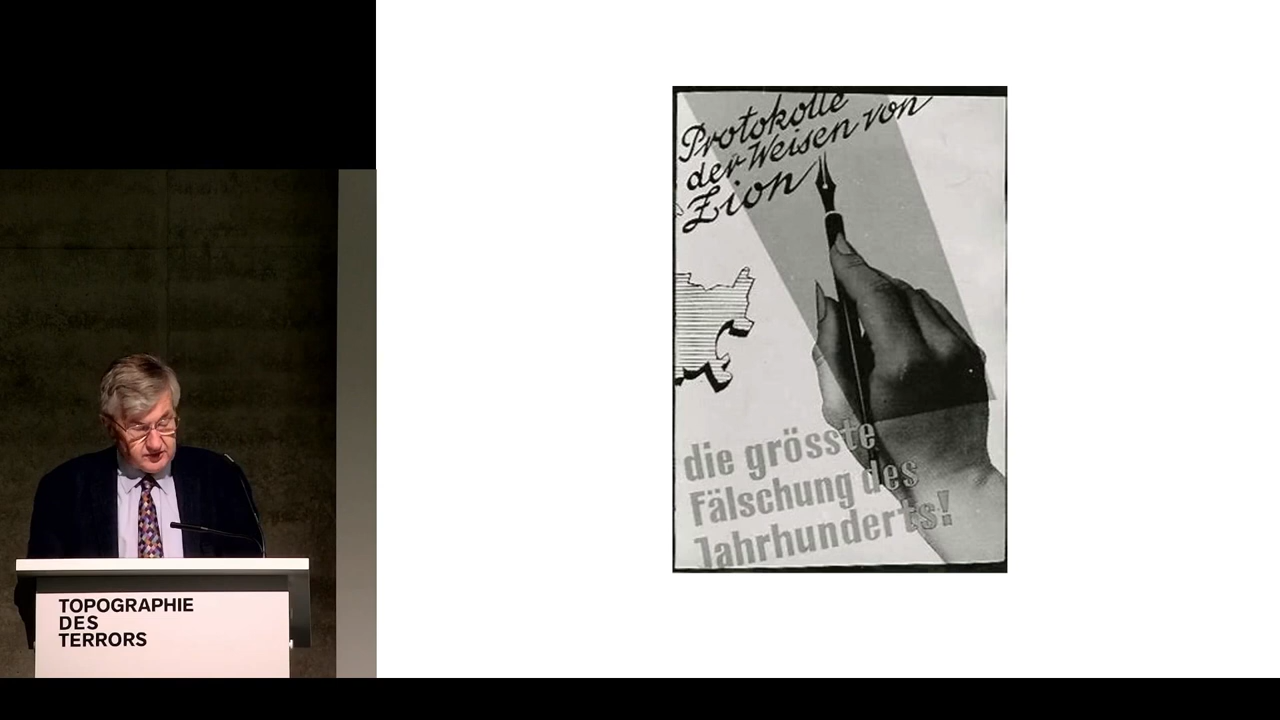 Protokolle
der Weisen von
Zion
die grösste
Fälschung des
Jahrhunderts!
TOPOGRAPHIE
DES
TERRORS